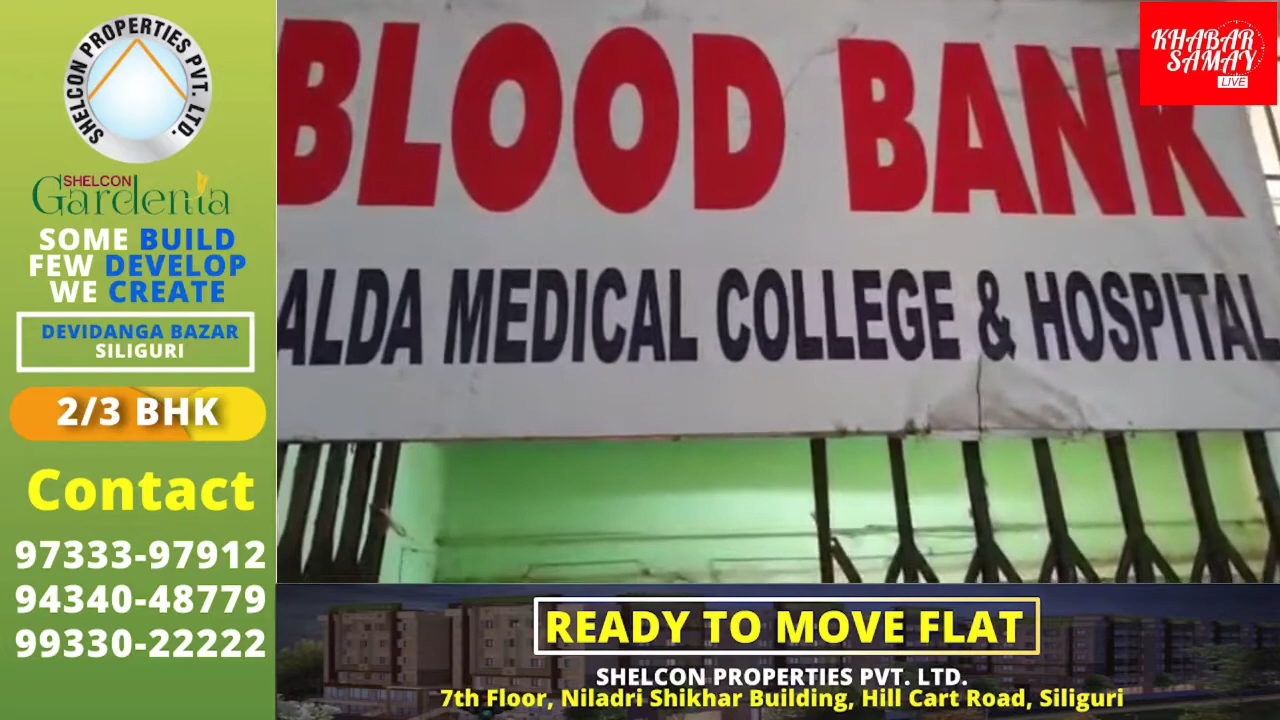 SHELCON PROPERTIES PVT. LTD.
SHELCON
Gardenia
SOME BUILD
FEW DEVELOP
WE CREATE
DEVIDANGA BAZAR
SILIGURI
2/3 BHK
Contact
97333-97912
94340-48779
99330-22222
BLOOD BANK
ALDA MEDICAL COLLEGE & HOSPITAL
KHABAR
SAMAY
LIVE
READY TO MOVE FLAT
SHELCON PROPERTIES PVT. LTD.
7th Floor, Niladri Shikhar Building, Hill Cart Road, Siliguri